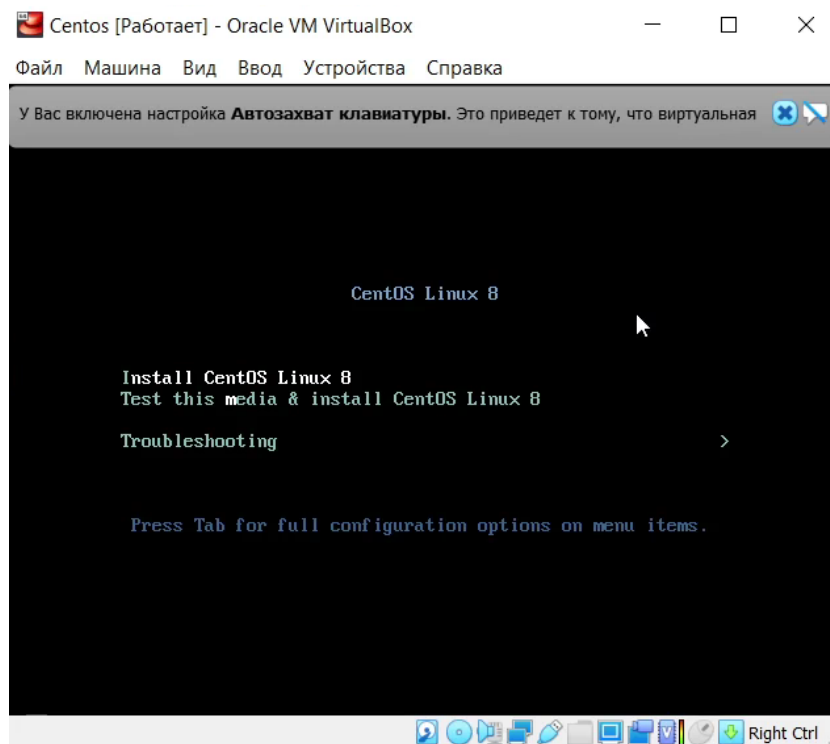 Centos [Работает] - Oracle VM VirtualBox
Файл Машина Вид Ввод Устройства Справка
У Вас включена настройка Автозахват клавиатуры. Это приведет к тому, что виртуальная
CentOS Linux 8
Install CentOS Linux 8
Test this media & install CentOS Linux 8
Troubleshooting >
Press Tab for full configuration options on menu items.
Right Ctrl